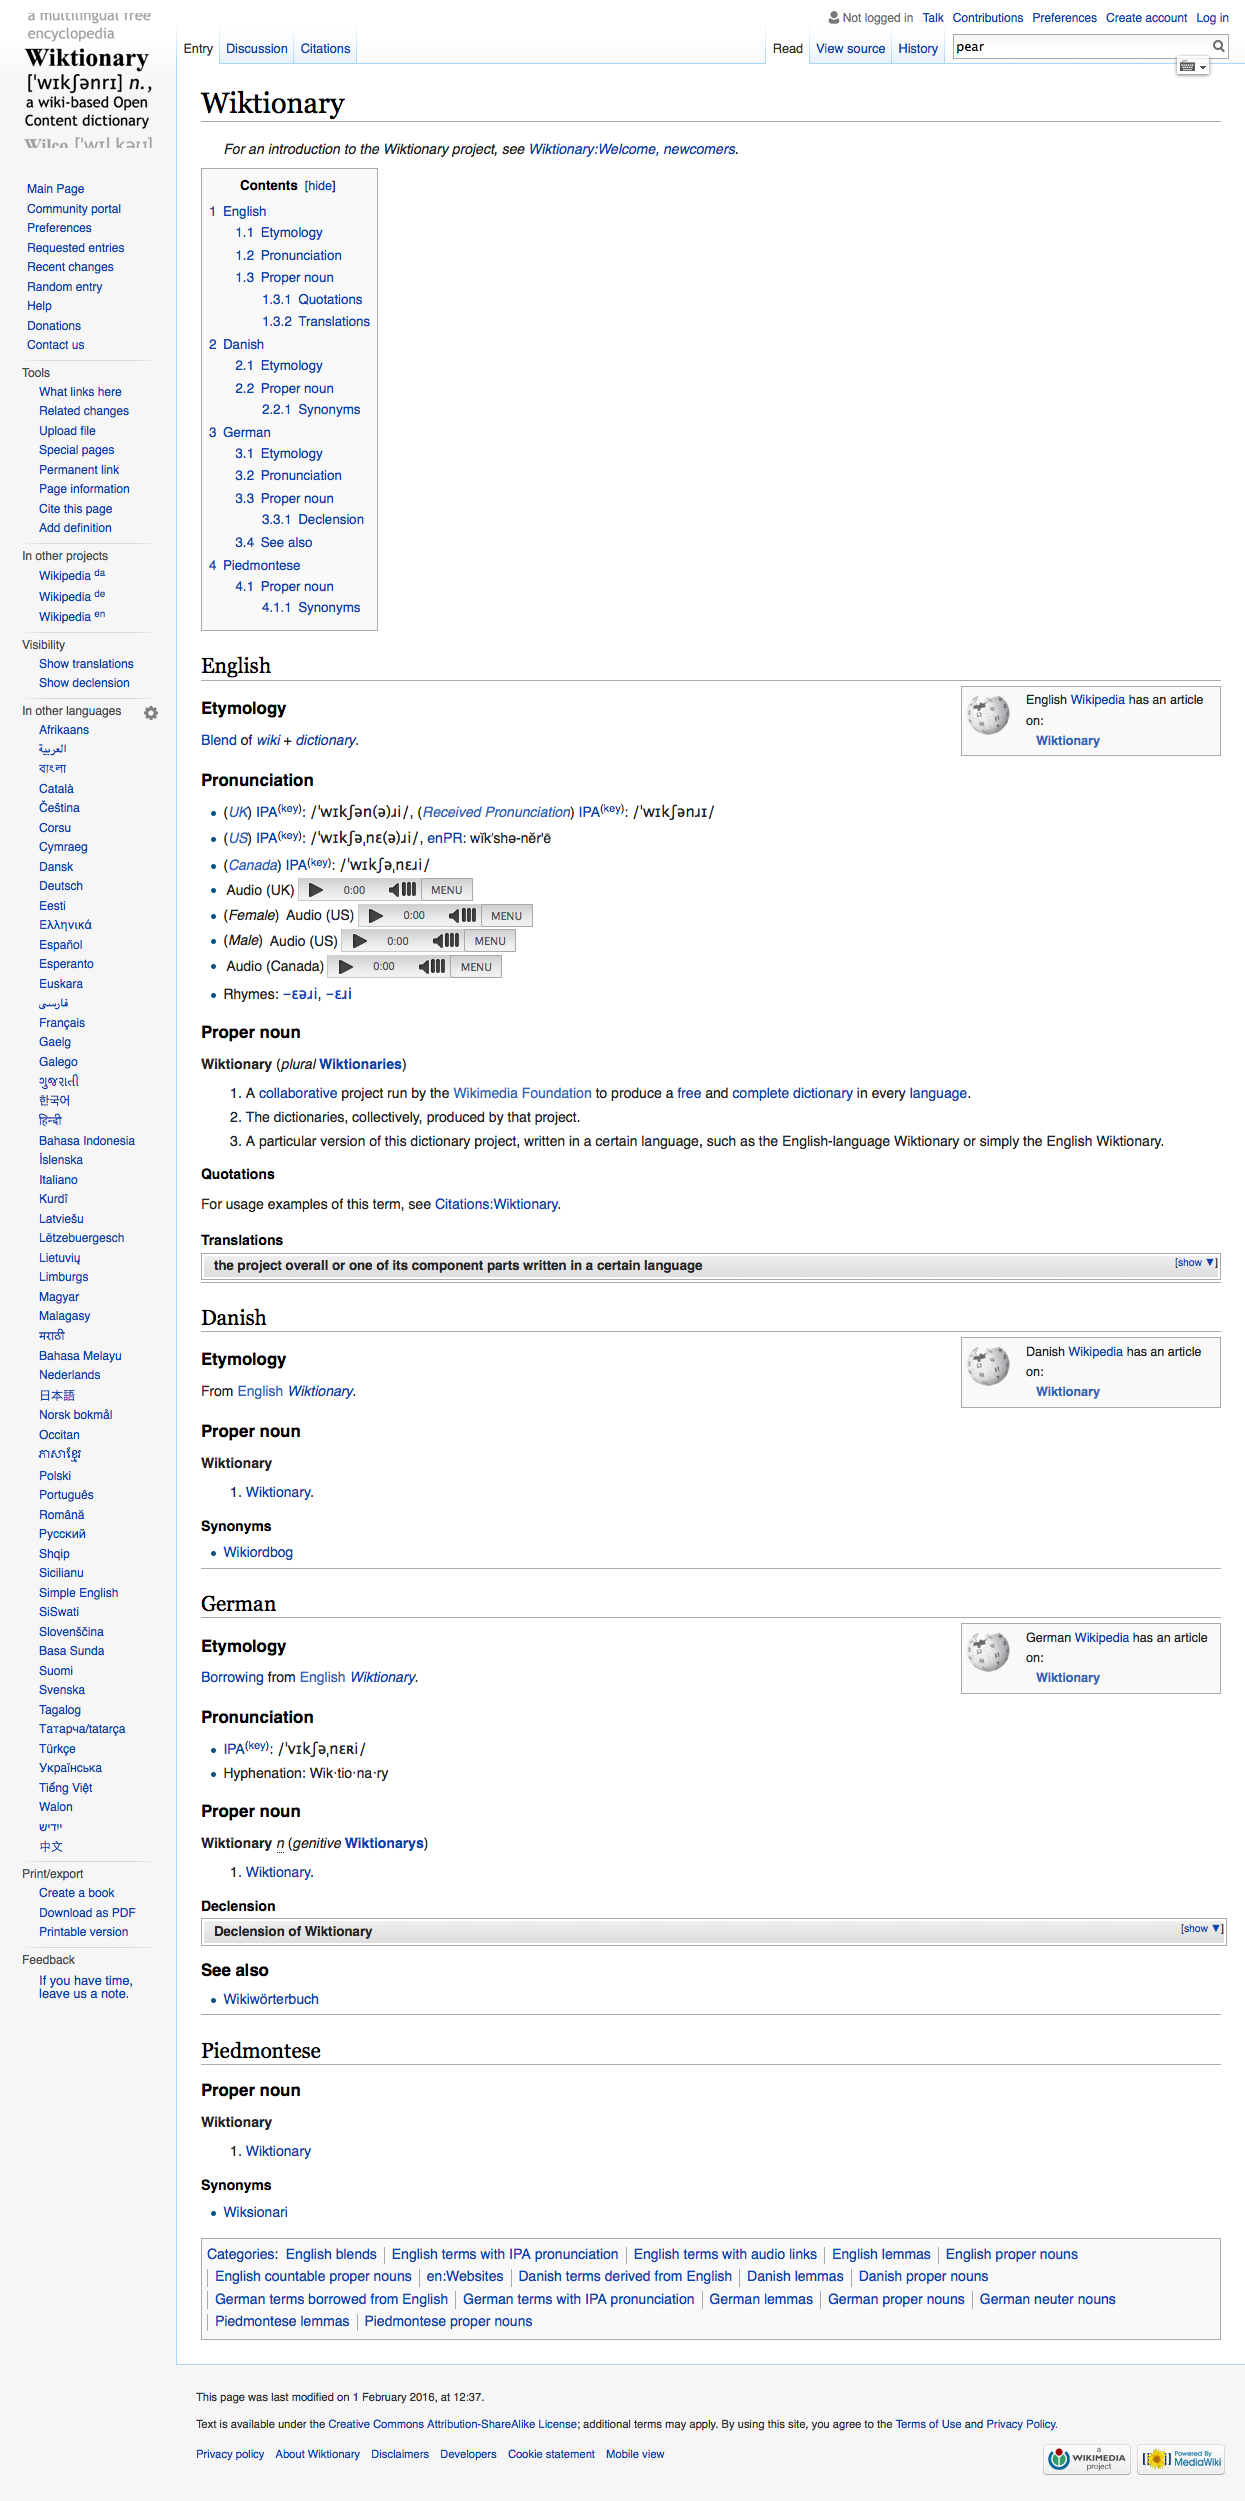 a multilingual free
encyclopedia
Wiktionary
['wɪkʃənrɪ] n.,
a wiki-based Open
Content dictionary
Wilco ['wɪl kəʊ]
Not logged in Talk Contributions Preferences Create account Log in
Entry Discussion Citations Read View source History pear
Main Page
Community portal
Preferences
Requested entries
Recent changes
Random entry
Help
Donations
Contact us
Tools
What links here
Related changes
Upload file
Special pages
Permanent link
Page information
Cite this page
Add definition
In other projects
Wikipedia da
Wikipedia de
Wikipedia en
Visibility
Show translations
Show declension
In other languages
Afrikaans
العربية
বাংলা
Català
Čeština
Corsu
Cymraeg
Dansk
Deutsch
Eesti
Ελληνικά
Español
Esperanto
Euskara
فارسی
Français
Gaelg
Galego
ગુજરાતી
한국어
हिन्दी
Bahasa Indonesia
Íslenska
Italiano
Kurdî
Latviešu
Lëtzebuergesch
Lietuvių
Limburgs
Magyar
Malagasy
मराठी
Bahasa Melayu
Nederlands
日本語
Norsk bokmål
Occitan
ភាសាខ្មែរ
Polski
Português
Română
Русский
Shqip
Sicilianu
Simple English
SiSwati
Slovenščina
Basa Sunda
Suomi
Svenska
Tagalog
Татарча/tatarça
Türkçe
Українська
Tiếng Việt
Walon
ייִדיש
中文
Print/export
Create a book
Download as PDF
Printable version
Feedback
If you have time,
leave us a note.
Wiktionary
For an introduction to the Wiktionary project, see Wiktionary:Welcome, newcomers.
Contents [hide]
1 English
1.1 Etymology
1.2 Pronunciation
1.3 Proper noun
1.3.1 Quotations
1.3.2 Translations
2 Danish
2.1 Etymology
2.2 Proper noun
2.2.1 Synonyms
3 German
3.1 Etymology
3.2 Pronunciation
3.3 Proper noun
3.3.1 Declension
3.4 See also
4 Piedmontese
4.1 Proper noun
4.1.1 Synonyms
English
Etymology
Blend of wiki + dictionary.
English Wikipedia has an article
on:
Wiktionary
Pronunciation
• (UK) IPA(key): /ˈwɪkʃən(ə)ɹi/, (Received Pronunciation) IPA(key): /ˈwɪkʃənɹɪ/
• (US) IPA(key): /ˈwɪkʃəˌnɛ(ə)ɹi/, enPR: wĭk'shə-nĕr'ē
• (Canada) IPA(key): /ˈwɪkʃəˌnɛɹi/
• Audio (UK) 0:00 MENU
• (Female) Audio (US) 0:00 MENU
• (Male) Audio (US) 0:00 MENU
• Audio (Canada) 0:00 MENU
• Rhymes: -ɛəɹi, -ɛɹi
Proper noun
Wiktionary (plural Wiktionaries)
1. A collaborative project run by the Wikimedia Foundation to produce a free and complete dictionary in every language.
2. The dictionaries, collectively, produced by that project.
3. A particular version of this dictionary project, written in a certain language, such as the English-language Wiktionary or simply the English Wiktionary.
Quotations
For usage examples of this term, see Citations:Wiktionary.
Translations
the project overall or one of its component parts written in a certain language [show ▼]
Danish
Etymology
From English Wiktionary.
Danish Wikipedia has an article
on:
Wiktionary
Proper noun
Wiktionary
1. Wiktionary.
Synonyms
• Wikiordbog
German
Etymology
Borrowing from English Wiktionary.
German Wikipedia has an article
on:
Wiktionary
Pronunciation
• IPA(key): /ˈvɪkʃəˌnɛʀi/
• Hyphenation: Wik·tio·na·ry
Proper noun
Wiktionary n (genitive Wiktionarys)
1. Wiktionary.
Declension
Declension of Wiktionary [show ▼]
See also
• Wikiwörterbuch
Piedmontese
Proper noun
Wiktionary
1. Wiktionary
Synonyms
• Wiksionari
Categories: English blends | English terms with IPA pronunciation | English terms with audio links | English lemmas | English proper nouns
| English countable proper nouns | en:Websites | Danish terms derived from English | Danish lemmas | Danish proper nouns
| German terms borrowed from English | German terms with IPA pronunciation | German lemmas | German proper nouns | German neuter nouns
| Piedmontese lemmas | Piedmontese proper nouns
This page was last modified on 1 February 2016, at 12:37.
Text is available under the Creative Commons Attribution-ShareAlike License; additional terms may apply. By using this site, you agree to the Terms of Use and Privacy Policy.
Privacy policy About Wiktionary Disclaimers Developers Cookie statement Mobile view
a
WIKIMEDIA
project
Powered By
MediaWiki